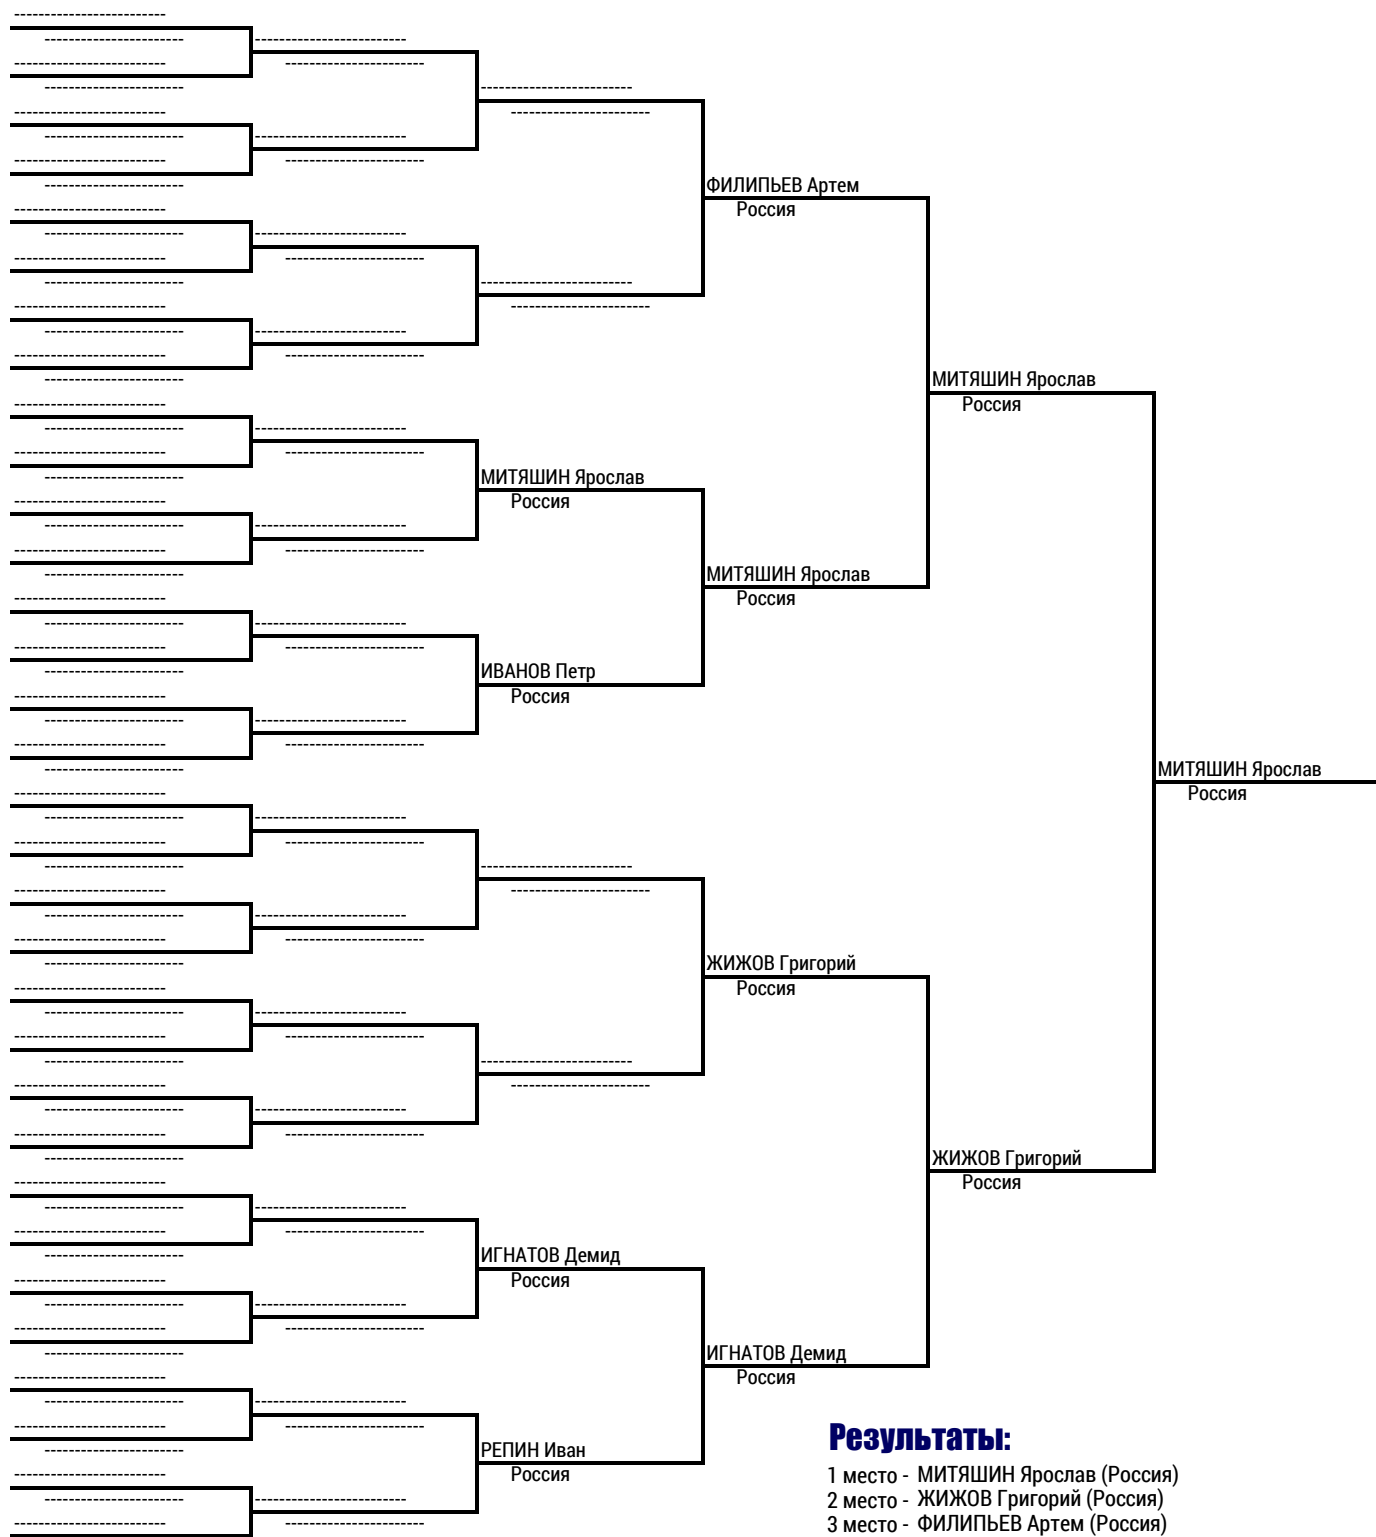 ФИЛИПЬЕВ Артем
Россия
МИТЯШИН Ярослав
Россия
МИТЯШИН Ярослав
Россия
МИТЯШИН Ярослав
Россия
ИВАНОВ Петр
Россия
МИТЯШИН Ярослав
Россия
ЖИЖОВ Григорий
Россия
ЖИЖОВ Григорий
Россия
ИГНАТОВ Демид
Россия
ИГНАТОВ Демид
Россия
РЕПИН Иван
Россия
Результаты:
1 место - МИТЯШИН Ярослав (Россия)
2 место - ЖИЖОВ Григорий (Россия)
3 место - ФИЛИПЬЕВ Артем (Россия)